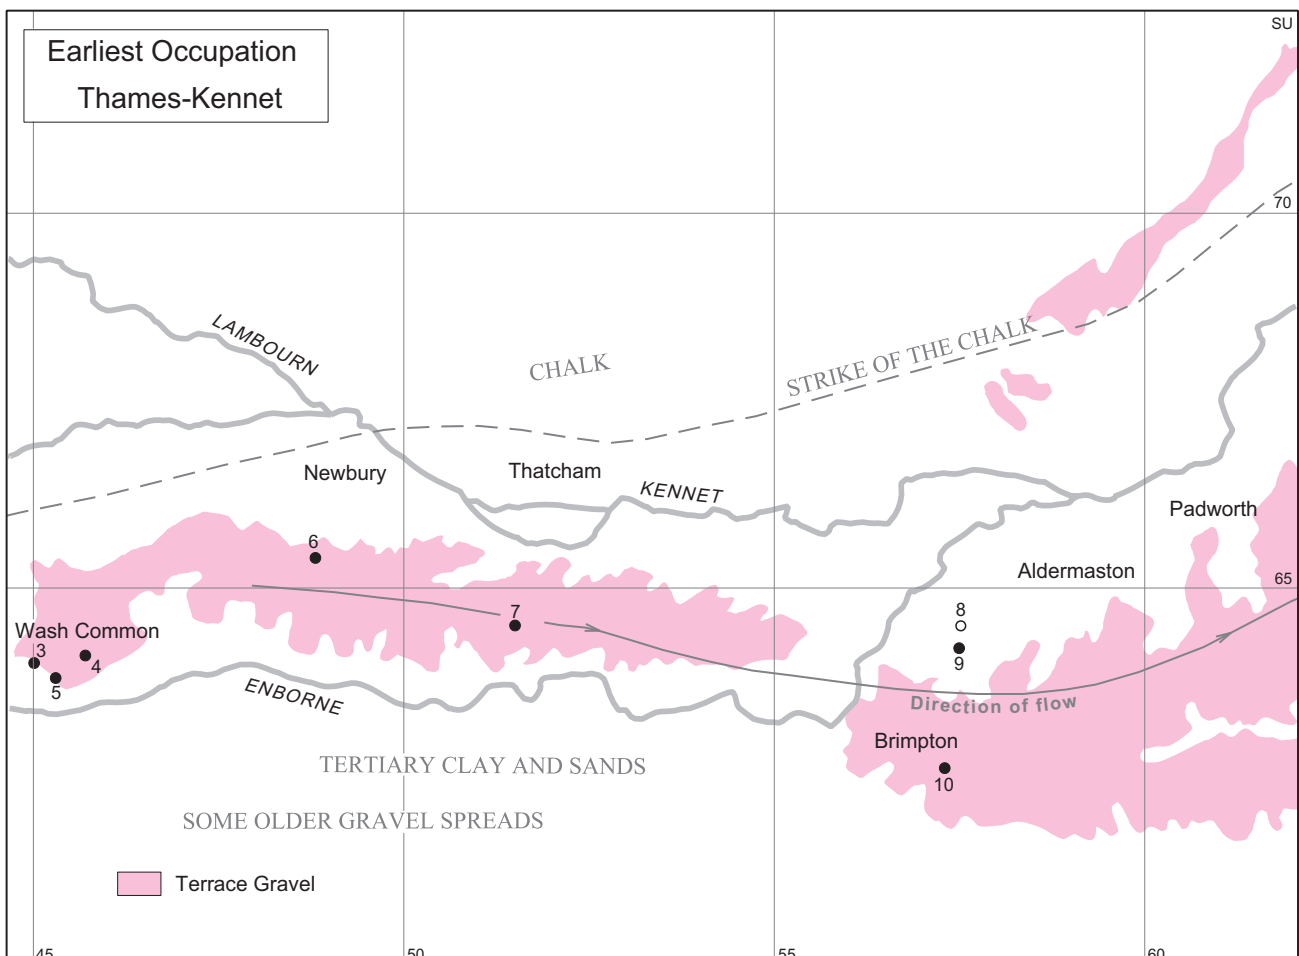 Earliest Occupation
Thames-Kennet
SU
70
LAMBOURN
CHALK
STRIKE OF THE CHALK
Newbury
Thatcham
KENNET
Padworth
6
Aldermaston
65
7
8
Wash Common
3
4
9
5
ENBORNE
Direction of flow
Brimpton
TERTIARY CLAY AND SANDS
10
SOME OLDER GRAVEL SPREADS
Terrace Gravel
45
50
55
60